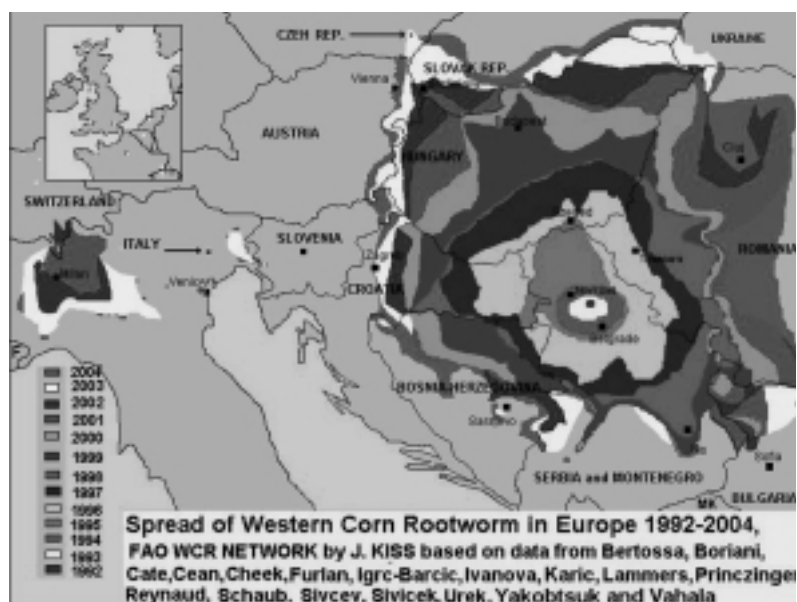 CZEH REP.
UKRAINE
SLOVAK REP.
Vienna
AUSTRIA
HUNGARY
Cluj
SWITZERLAND
ITALY
SLOVENIA
ROMANIA
Zagreb
Milan
Venice
CROATIA
Belgrade
BOSNIA HERZEGOVINA
Sarajevo
Sofia
SERBIA and MONTENEGRO
BULGARIA
MK
2004
2003
2002
2001
2000
1999
1998
1997
1996
1995
1994
1993
1992
Spread of Western Corn Rootworm in Europe 1992-2004,
FAO WCR NETWORK by J. KISS based on data from Bertossa, Boriani,
Cate,Cean,Cheek,Furlan, Igrc-Barcic,Ivanova, Karic, Lammers, Princzinger
Reynaud, Schaub, Sivcev, Sivicek,Urek, Yakobtsuk and Vahala